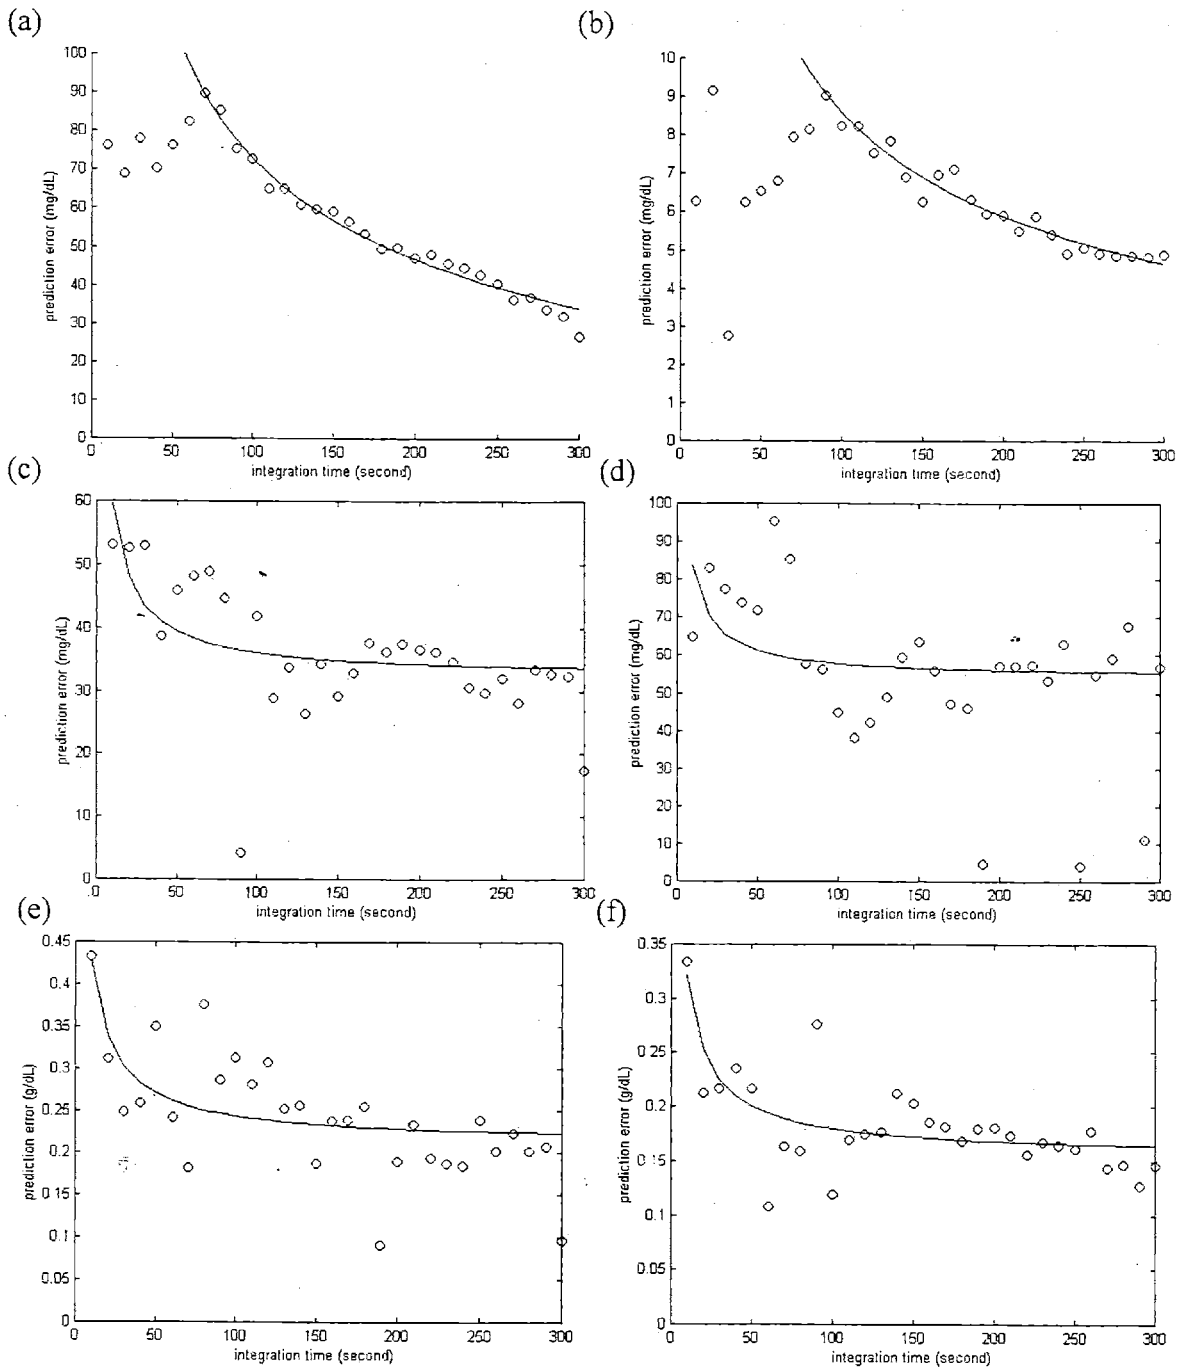 (a)
(b)
100
90
80
70
60
50
40
30
20
10
0
prediction error (mg/dL)
0 50 100 150 200 250 300
integration time (second)
10
9
8
7
6
5
4
3
2
1
0
prediction error (mg/dL)
0 50 100 150 200 250 300
integration time (second)
(c)
(d)
60
50
40
30
20
10
0
prediction error (mg/dL)
0 50 100 150 200 250 300
integration time (second)
100
90
80
70
60
50
40
30
20
10
0
prediction error (mg/dL)
0 50 100 150 200 250 300
integration time (second)
(e)
(f)
0.45
0.4
0.35
0.3
0.25
0.2
0.15
0.1
0.05
0
prediction error (g/dL)
0 50 100 150 200 250 300
integration time (second)
0.35
0.3
0.25
0.2
0.15
0.1
0.05
0
prediction error (g/dL)
0 50 100 150 200 250 300
integration time (second)